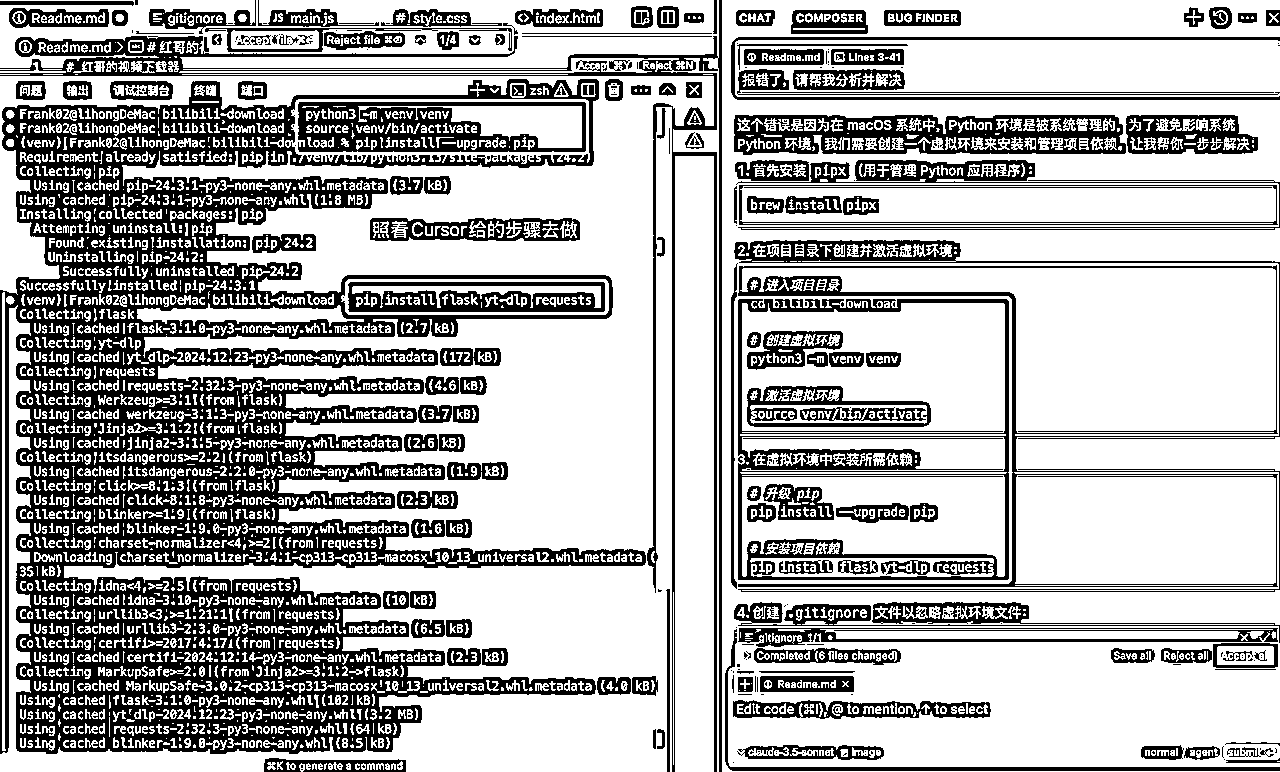 Readme.md
gitignore
main.js
style.css
index.html
Readme.md > # 红哥的
Accept file
Reject file
1/4
1 # 红哥的视频下载器
Accept ⌘Y Reject ⌘N
问题 输出 调试控制台 终端 端口
zsh
Frank02@lihongDeMac bilibili-download % python3 -m venv venv
Frank02@lihongDeMac bilibili-download % source venv/bin/activate
(venv) Frank02@lihongDeMac bilibili-download % pip install --upgrade pip
Requirement already satisfied: pip in ./venv/lib/python3.13/site-packages (24.2)
Collecting pip
Using cached pip-24.3.1-py3-none-any.whl.metadata (3.7 kB)
Using cached pip-24.3.1-py3-none-any.whl (1.8 MB)
Installing collected packages: pip
Attempting uninstall: pip
Found existing installation: pip 24.2
Uninstalling pip-24.2:
Successfully uninstalled pip-24.2
Successfully installed pip-24.3.1
照着Cursor给的步骤去做
(venv) Frank02@lihongDeMac bilibili-download % pip install flask yt-dlp requests
Collecting flask
Using cached flask-3.1.0-py3-none-any.whl.metadata (2.7 kB)
Collecting yt-dlp
Using cached yt_dlp-2024.12.23-py3-none-any.whl.metadata (172 kB)
Collecting requests
Using cached requests-2.32.3-py3-none-any.whl.metadata (4.6 kB)
Collecting Werkzeug>=3.1 (from flask)
Using cached werkzeug-3.1.3-py3-none-any.whl.metadata (3.7 kB)
Collecting Jinja2>=3.1.2 (from flask)
Using cached jinja2-3.1.5-py3-none-any.whl.metadata (2.6 kB)
Collecting itsdangerous>=2.2 (from flask)
Using cached itsdangerous-2.2.0-py3-none-any.whl.metadata (1.9 kB)
Collecting click>=8.1.3 (from flask)
Using cached click-8.1.8-py3-none-any.whl.metadata (2.3 kB)
Collecting blinker>=1.9 (from flask)
Using cached blinker-1.9.0-py3-none-any.whl.metadata (1.6 kB)
Collecting charset-normalizer<4,>=2 (from requests)
Downloading charset_normalizer-3.4.1-cp313-cp313-macosx_10_13_universal2.whl.metadata (
35 kB)
Collecting idna<4,>=2.5 (from requests)
Using cached idna-3.10-py3-none-any.whl.metadata (10 kB)
Collecting urllib3<3,>=1.21.1 (from requests)
Using cached urllib3-2.3.0-py3-none-any.whl.metadata (6.5 kB)
Collecting certifi>=2017.4.17 (from requests)
Using cached certifi-2024.12.14-py3-none-any.whl.metadata (2.3 kB)
Collecting MarkupSafe>=2.0 (from Jinja2>=3.1.2->flask)
Using cached MarkupSafe-3.0.2-cp313-cp313-macosx_10_13_universal2.whl.metadata (4.0 kB)
Using cached flask-3.1.0-py3-none-any.whl (102 kB)
Using cached yt_dlp-2024.12.23-py3-none-any.whl (3.2 MB)
Using cached requests-2.32.3-py3-none-any.whl (64 kB)
Using cached blinker-1.9.0-py3-none-any.whl (8.5 kB)
⌘K to generate a command
CHAT COMPOSER BUG FINDER
Readme.md Lines 3-41
报错了，请帮我分析并解决
这个错误是因为在 macOS 系统中，Python 环境是被系统管理的，为了避免影响系统
Python 环境，我们需要创建一个虚拟环境来安装和管理项目依赖。让我帮你一步步解决：
1. 首先安装 pipx（用于管理 Python 应用程序）：
brew install pipx
2. 在项目目录下创建并激活虚拟环境：
# 进入项目目录
cd bilibili-download
# 创建虚拟环境
python3 -m venv venv
# 激活虚拟环境
source venv/bin/activate
3. 在虚拟环境中安装所需依赖：
# 升级 pip
pip install --upgrade pip
# 安装项目依赖
pip install flask yt-dlp requests
4. 创建 .gitignore 文件以忽略虚拟环境文件：
gitignore 1/1
Completed (6 files changed)
Save all Reject all Accept all
Readme.md ×
Edit code (⌘I), @ to mention, ↑ to select
claude-3.5-sonnet image
normal agent submit